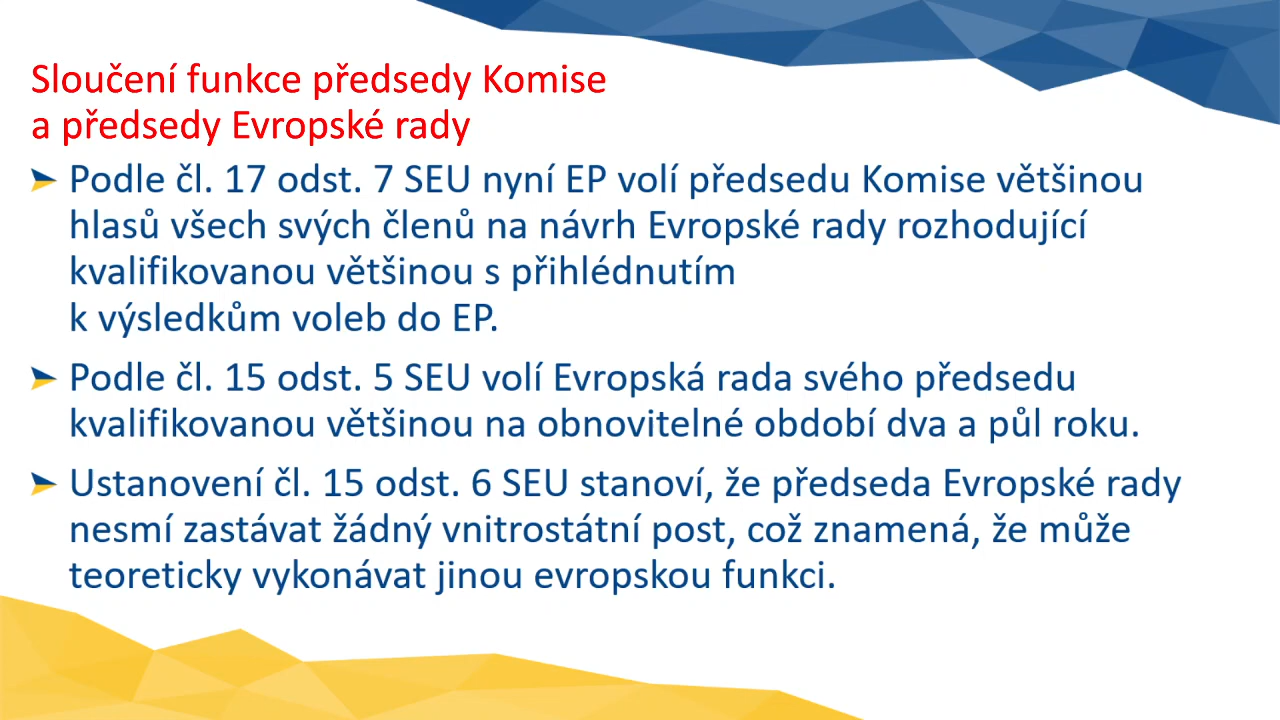 Sloučení funkce předsedy Komise
a předsedy Evropské rady
Podle čl. 17 odst. 7 SEU nyní EP volí předsedu Komise většinou
hlasů všech svých členů na návrh Evropské rady rozhodující
kvalifikovanou většinou s přihlédnutím
k výsledkům voleb do EP.
Podle čl. 15 odst. 5 SEU volí Evropská rada svého předsedu
kvalifikovanou většinou na obnovitelné období dva a půl roku.
Ustanovení čl. 15 odst. 6 SEU stanoví, že předseda Evropské rady
nesmí zastávat žádný vnitrostátní post, což znamená, že může
teoreticky vykonávat jinou evropskou funkci.